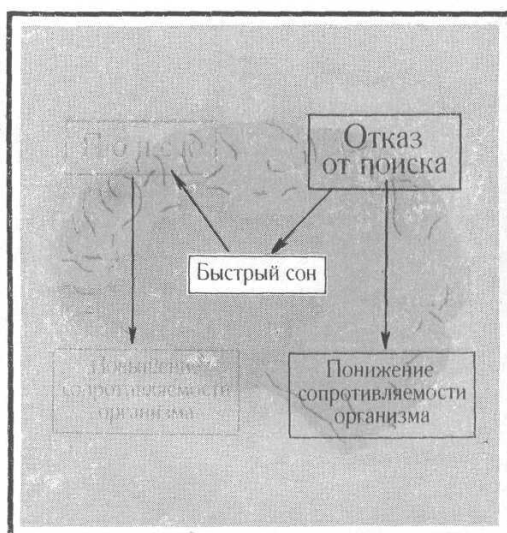 Поиск
Отказ
от поиска
Быстрый сон
Повышение
сопротивляемости
организма
Понижение
сопротивляемости
организма